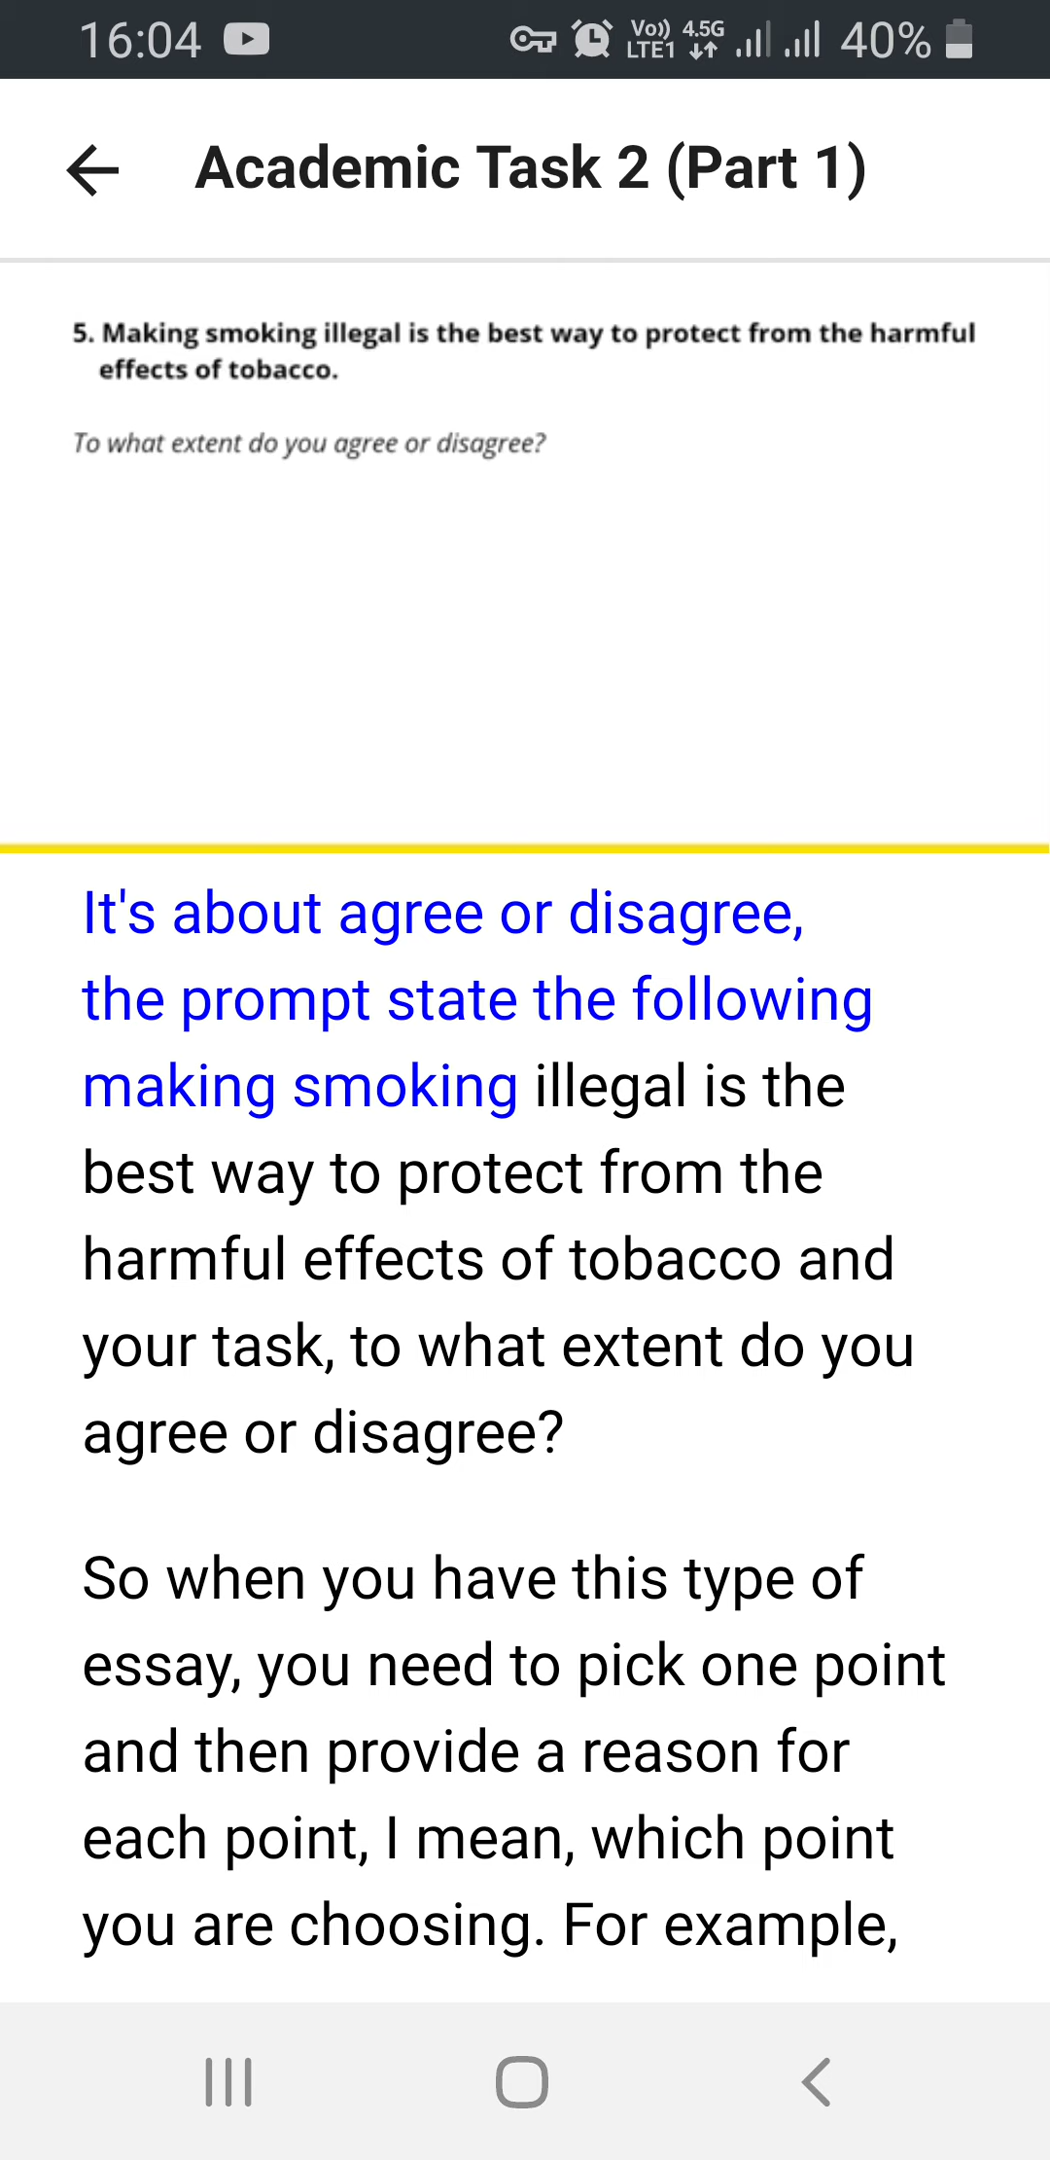 16:04
Vo)) 4.5G
LTE1
40%
Academic Task 2 (Part 1)
5. Making smoking illegal is the best way to protect from the harmful
effects of tobacco.
To what extent do you agree or disagree?
It's about agree or disagree,
the prompt state the following
making smoking illegal is the
best way to protect from the
harmful effects of tobacco and
your task, to what extent do you
agree or disagree?
So when you have this type of
essay, you need to pick one point
and then provide a reason for
each point, I mean, which point
you are choosing. For example,